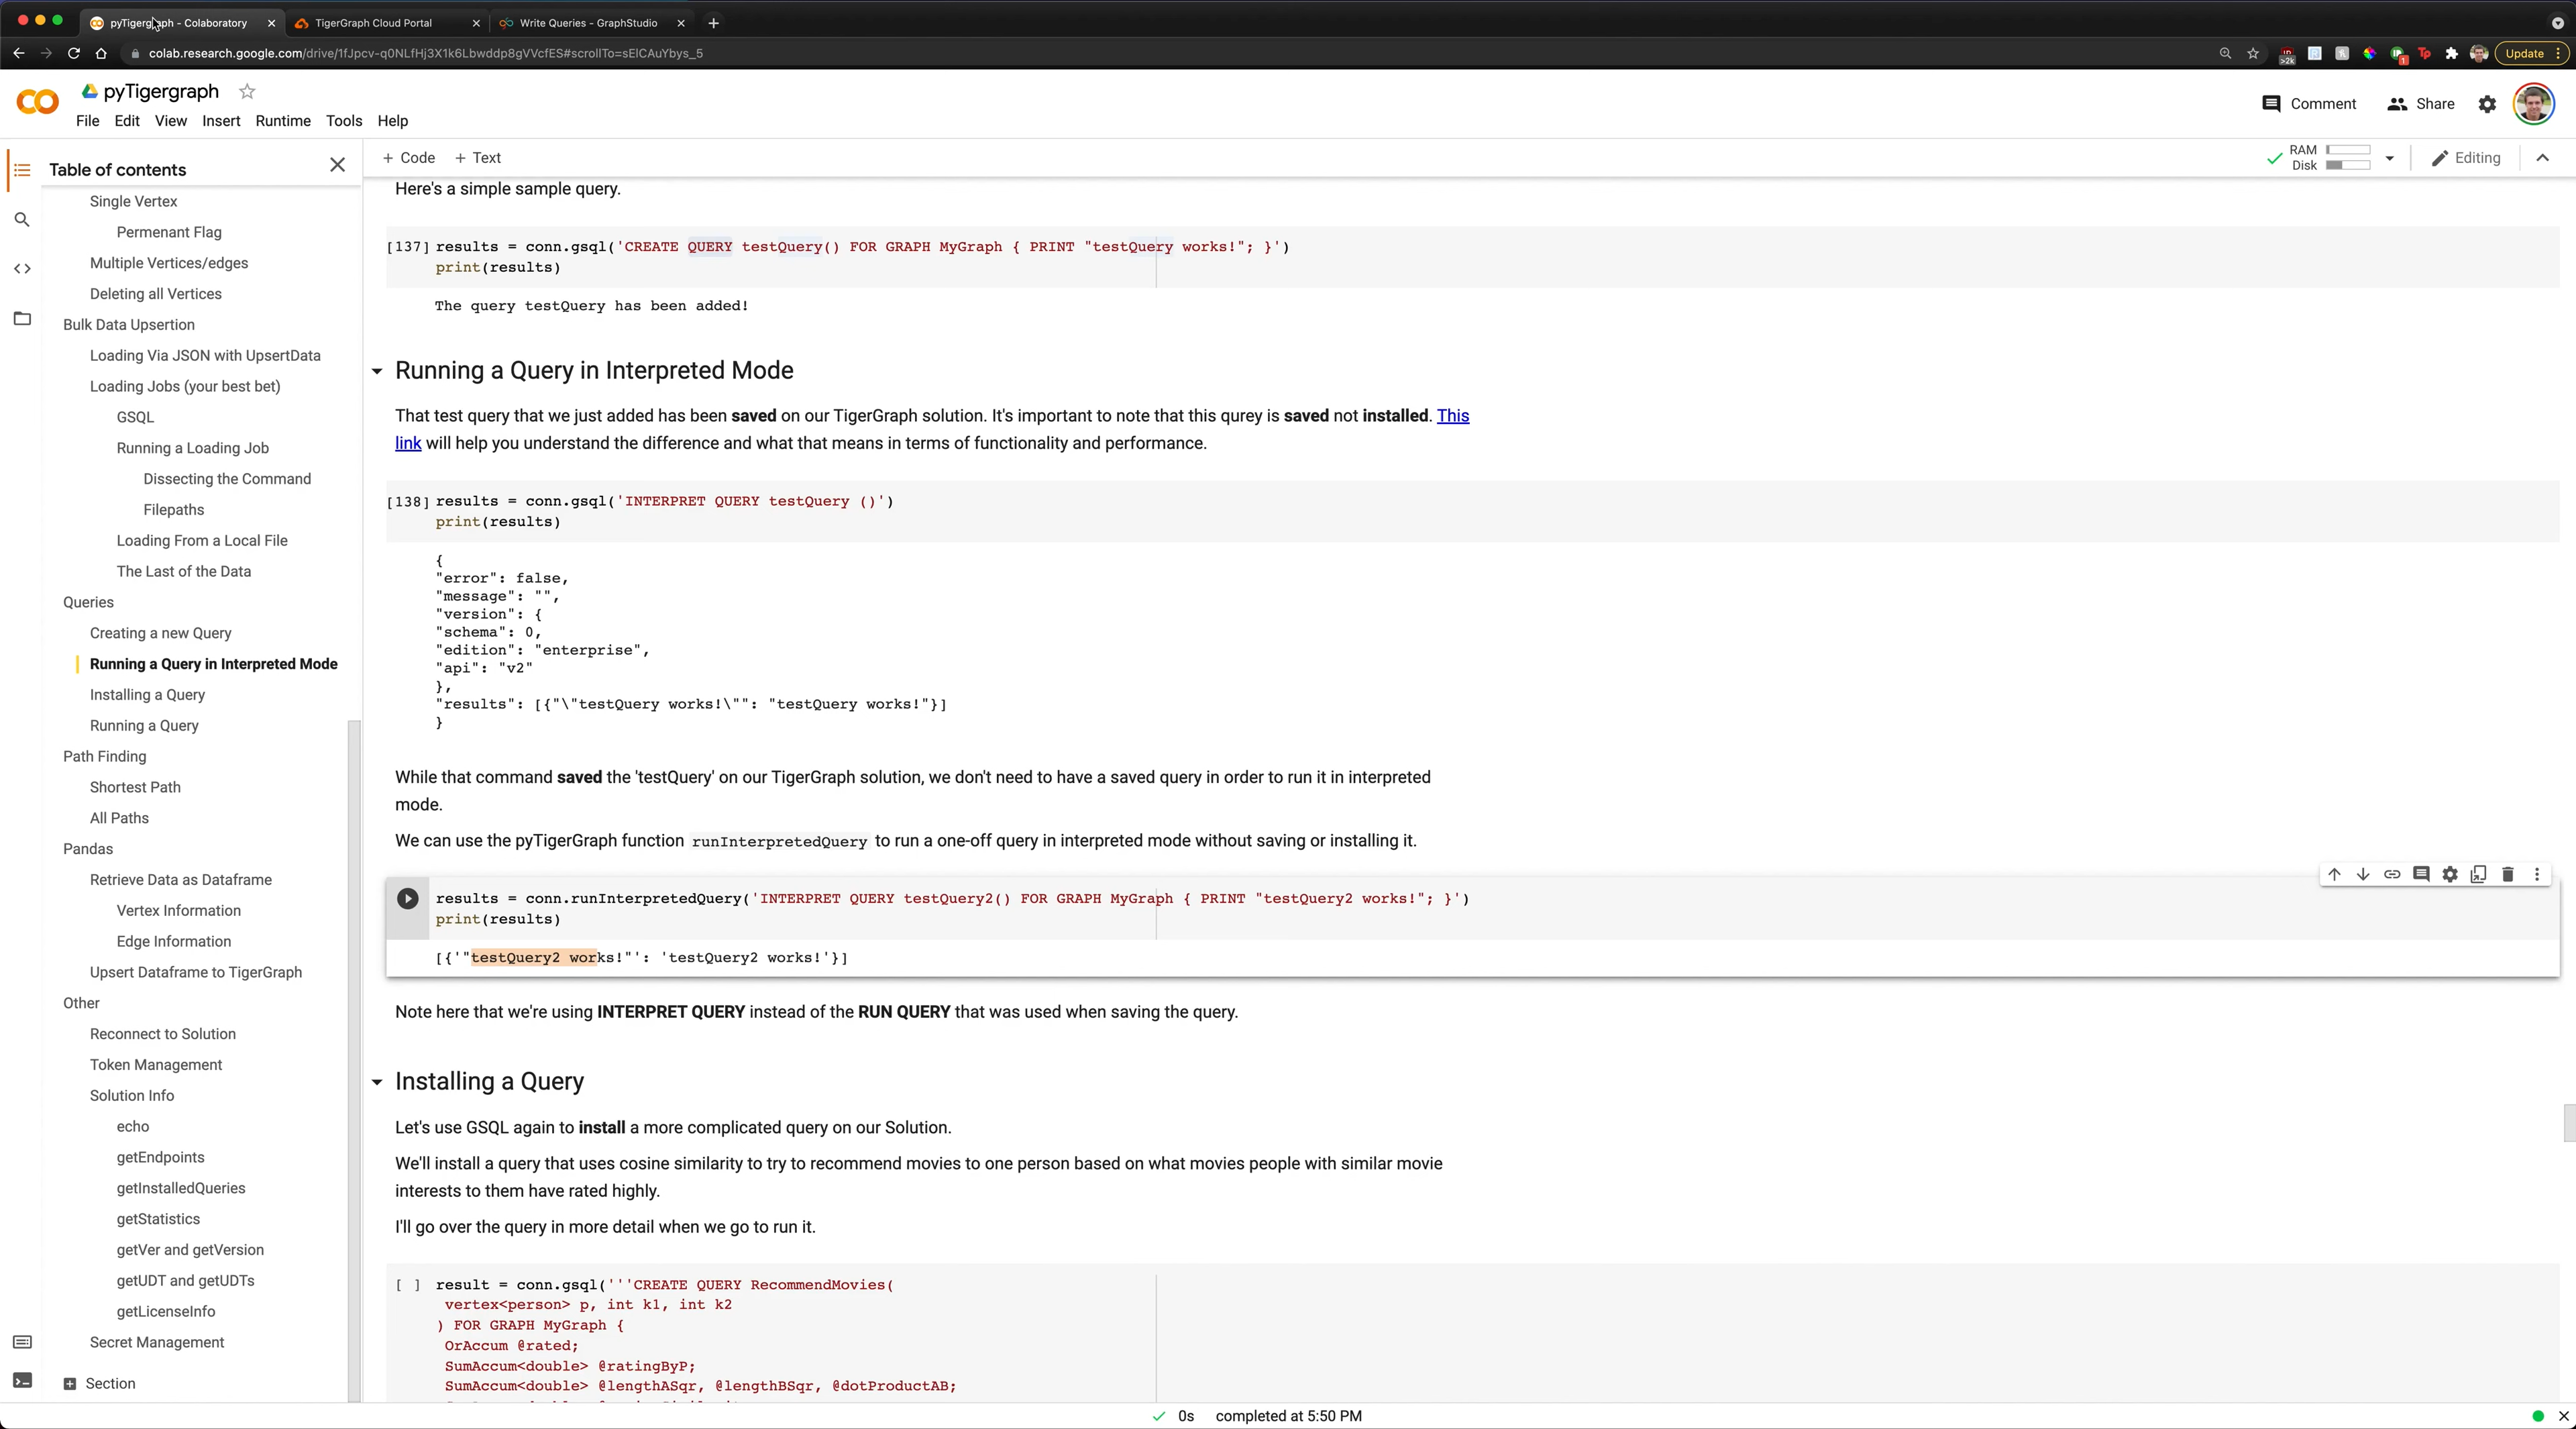 pyTigergraph - Colaboratory
TigerGraph Cloud Portal
Write Queries - GraphStudio
colab.research.google.com/drive/1fJpcv-q0NLfHj3X1k6Lbwddp8gVVcfES#scrollTo=sElCAuYbys_5
>2k
1
Tp
Update
pyTigergraph
File Edit View Insert Runtime Tools Help
Comment
Share
Table of contents
+ Code + Text
RAM
Disk
Editing
Single Vertex
Permenant Flag
Multiple Vertices/edges
Deleting all Vertices
Bulk Data Upsertion
Loading Via JSON with UpsertData
Loading Jobs (your best bet)
GSQL
Running a Loading Job
Dissecting the Command
Filepaths
Loading From a Local File
The Last of the Data
Queries
Creating a new Query
Running a Query in Interpreted Mode
Installing a Query
Running a Query
Path Finding
Shortest Path
All Paths
Pandas
Retrieve Data as Dataframe
Vertex Information
Edge Information
Upsert Dataframe to TigerGraph
Other
Reconnect to Solution
Token Management
Solution Info
echo
getEndpoints
getInstalledQueries
getStatistics
getVer and getVersion
getUDT and getUDTs
getLicenseInfo
Secret Management
Section
Here's a simple sample query.
[137] results = conn.gsql('CREATE QUERY testQuery() FOR GRAPH MyGraph { PRINT "testQuery works!"; }')
print(results)
The query testQuery has been added!
Running a Query in Interpreted Mode
That test query that we just added has been saved on our TigerGraph solution. It's important to note that this qurey is saved not installed. This
link will help you understand the difference and what that means in terms of functionality and performance.
[138] results = conn.gsql('INTERPRET QUERY testQuery ()')
print(results)
{
"error": false,
"message": "",
"version": {
"schema": 0,
"edition": "enterprise",
"api": "v2"
},
"results": [{"\"testQuery works!\"": "testQuery works!"}]
}
While that command saved the 'testQuery' on our TigerGraph solution, we don't need to have a saved query in order to run it in interpreted
mode.
We can use the pyTigerGraph function runInterpretedQuery to run a one-off query in interpreted mode without saving or installing it.
results = conn.runInterpretedQuery('INTERPRET QUERY testQuery2() FOR GRAPH MyGraph { PRINT "testQuery2 works!"; }')
print(results)
[{'"testQuery2 works!"': 'testQuery2 works!'}]
Note here that we're using INTERPRET QUERY instead of the RUN QUERY that was used when saving the query.
Installing a Query
Let's use GSQL again to install a more complicated query on our Solution.
We'll install a query that uses cosine similarity to try to recommend movies to one person based on what movies people with similar movie
interests to them have rated highly.
I'll go over the query in more detail when we go to run it.
[ ] result = conn.gsql('''CREATE QUERY RecommendMovies(
vertex<person> p, int k1, int k2
) FOR GRAPH MyGraph {
OrAccum @rated;
SumAccum<double> @ratingByP;
SumAccum<double> @lengthASqr, @lengthBSqr, @dotProductAB;
0s completed at 5:50 PM